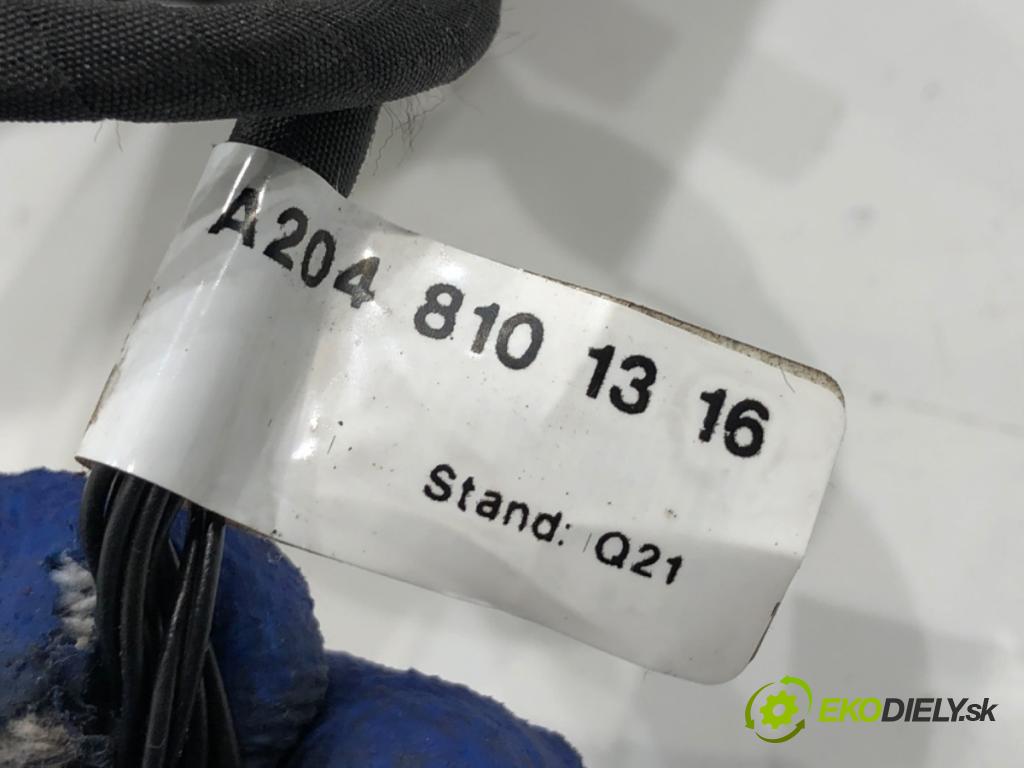 A204 810 13 16
Stand: Q21
EKODIELY.sk